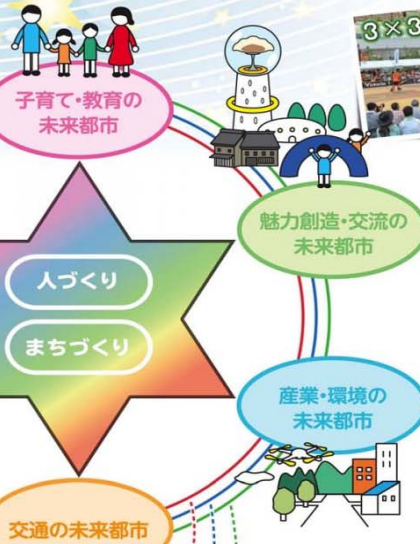 3×3
子育て・教育の
未来都市
魅力創造・交流の
未来都市
人づくり
まちづくり
産業・環境の
未来都市
交通の未来都市